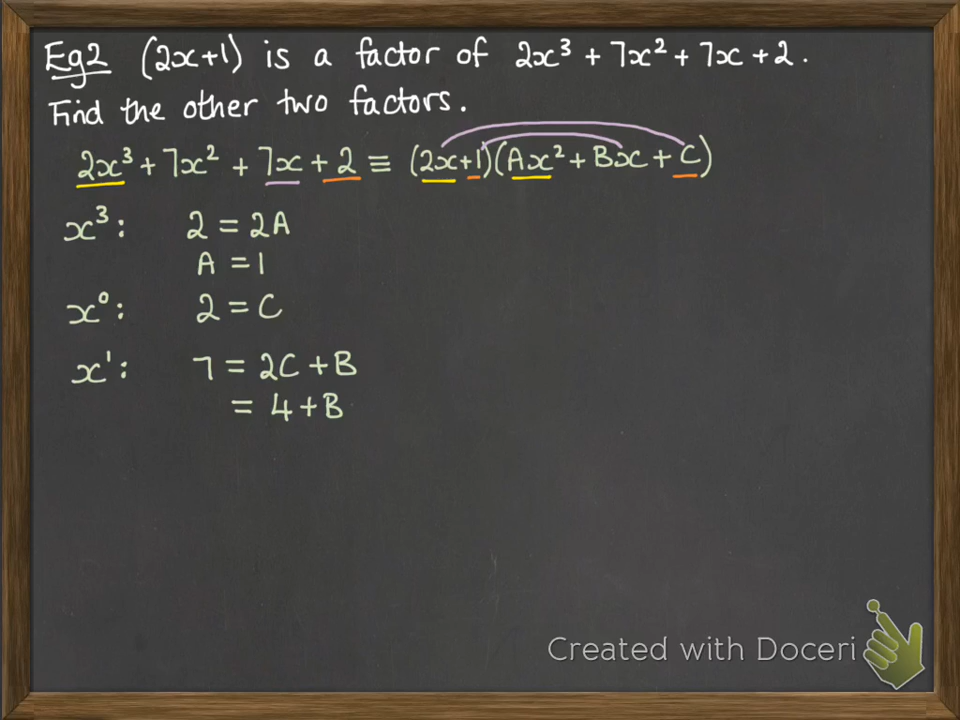 Eg2 (2x+1) is a factor of 2x³ + 7x² + 7x + 2.
Find the other two factors.
2x³ + 7x² + 7x + 2 ≡ (2x+1)(Ax² + Bx + C)
x³: 2 = 2A
A = 1
x⁰: 2 = C
x¹: 7 = 2C + B
= 4 + B
Created with Doceri